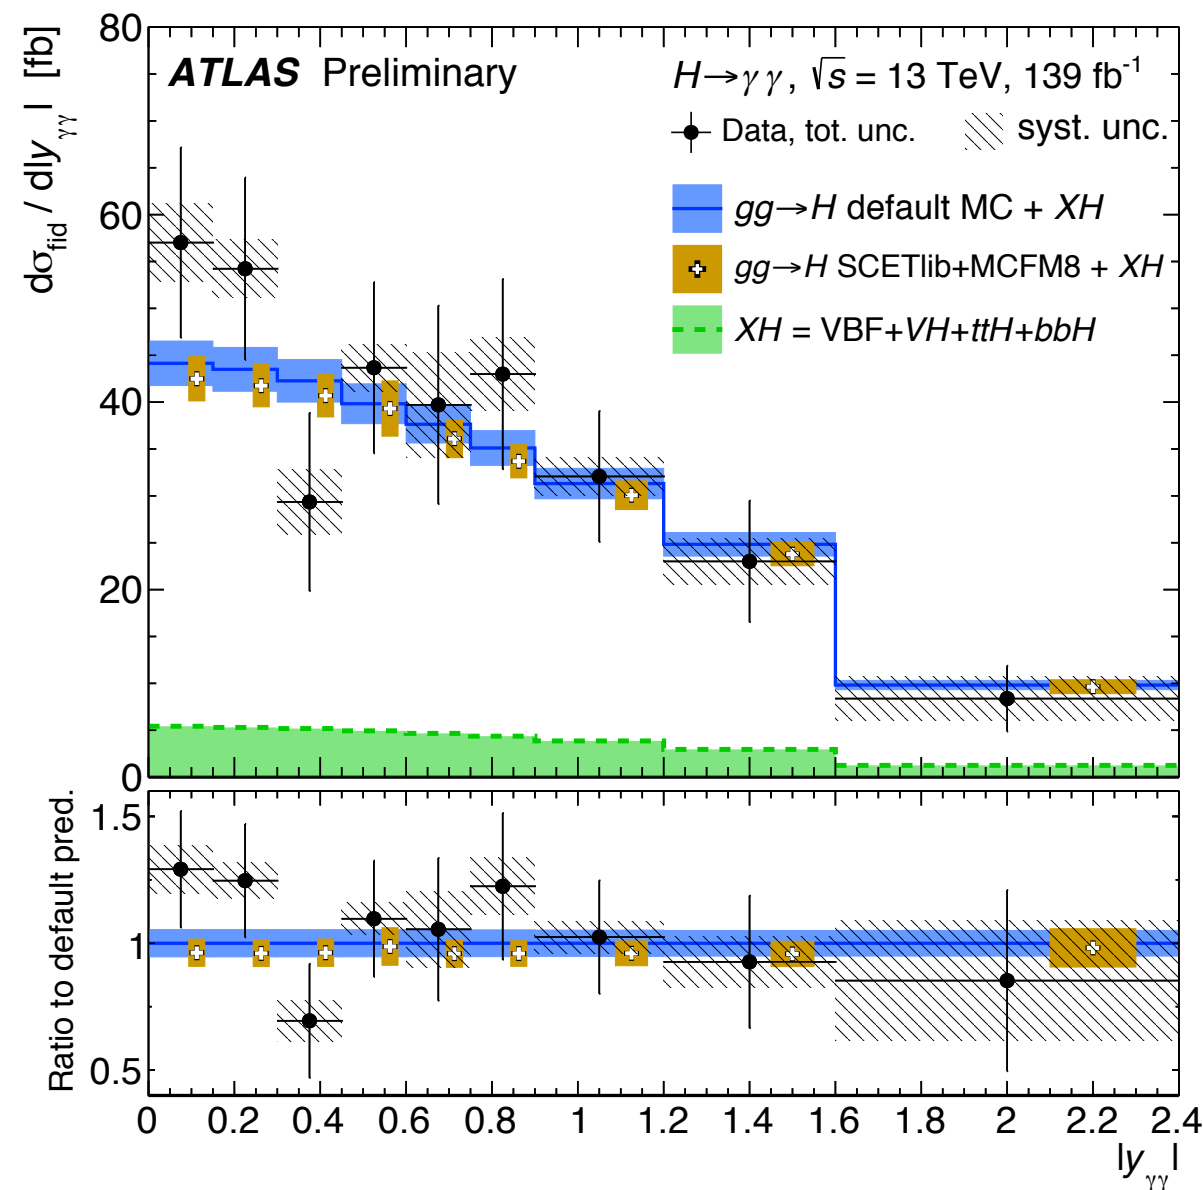 80
60
40
20
0
dσfid / d|yγγ| [fb]
ATLAS Preliminary
H→γγ, √s = 13 TeV, 139 fb-1
Data, tot. unc.
syst. unc.
gg→H default MC + XH
gg→H SCETlib+MCFM8 + XH
XH = VBF+VH+ttH+bbH
Ratio to default pred.
1.5
1
0.5
0 0.2 0.4 0.6 0.8 1 1.2 1.4 1.6 1.8 2 2.2 2.4
|yγγ|